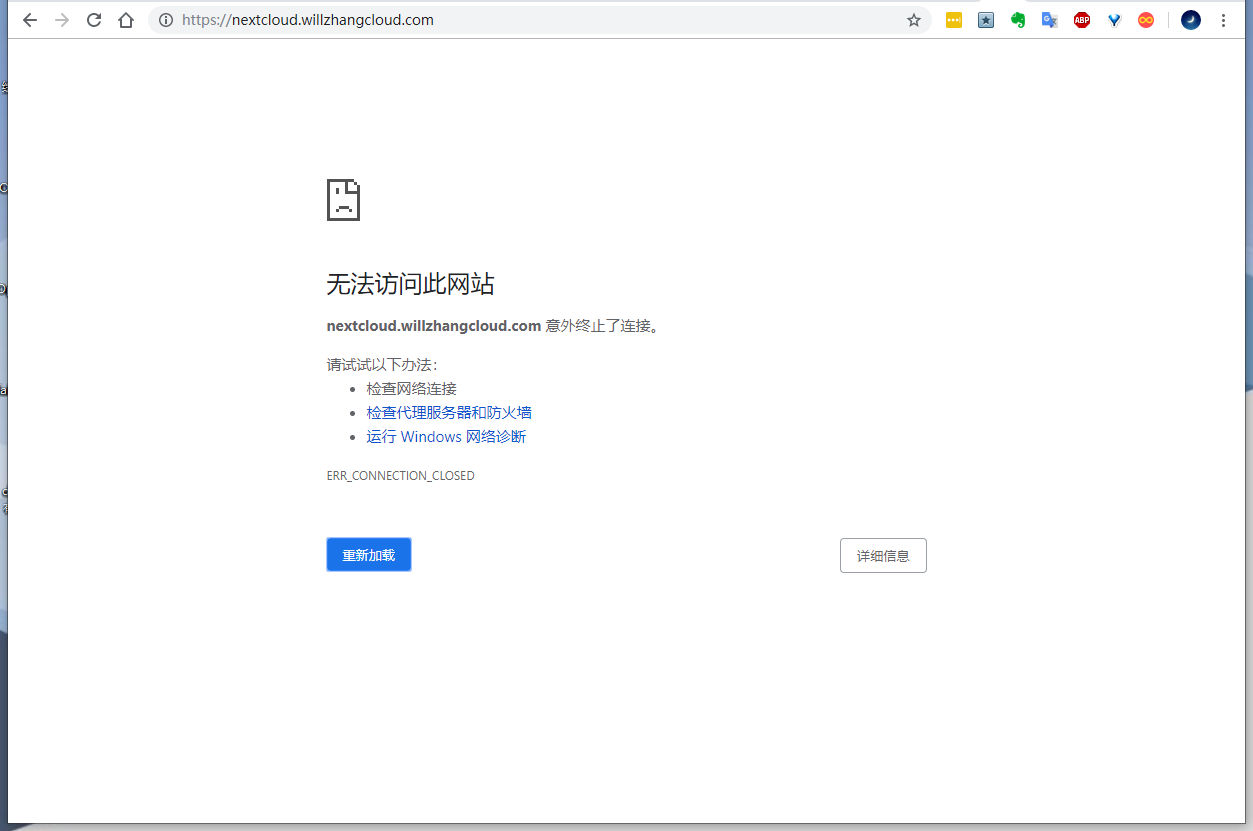 https://nextcloud.willzhangcloud.com
ABP
无法访问此网站
nextcloud.willzhangcloud.com 意外终止了连接。
请试试以下办法：
检查网络连接
检查代理服务器和防火墙
运行 Windows 网络诊断
ERR_CONNECTION_CLOSED
重新加载
详细信息